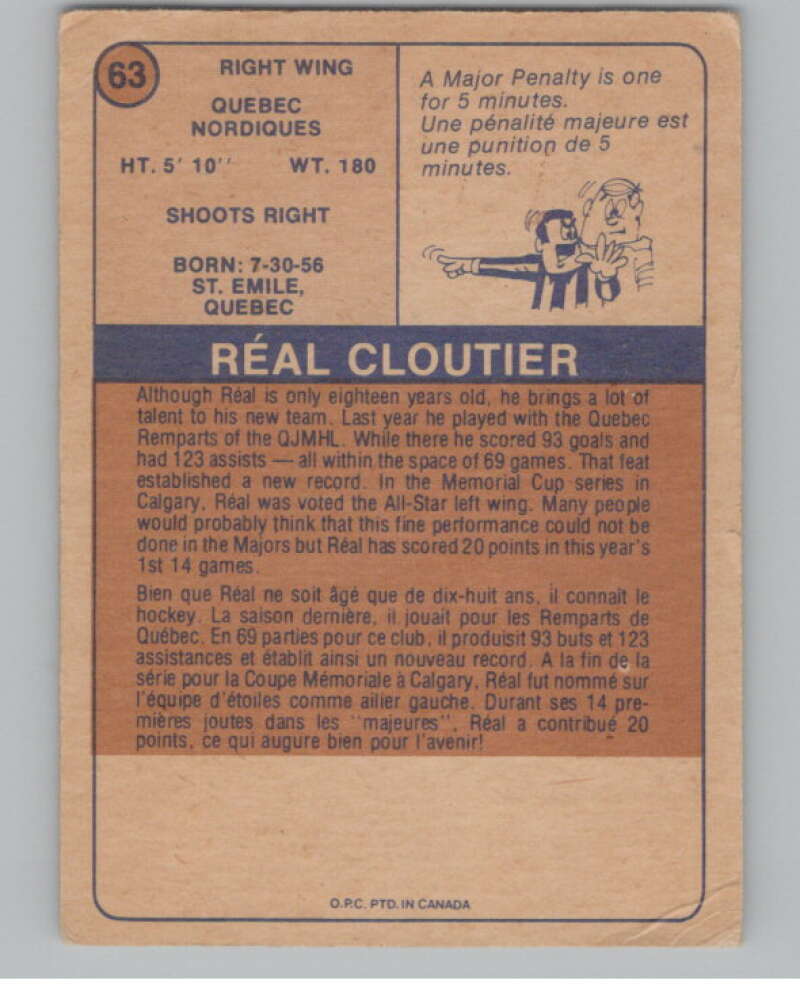 63
RIGHT WING
QUEBEC
NORDIQUES
HT. 5' 10'' WT. 180
SHOOTS RIGHT
BORN: 7-30-56
ST. EMILE,
QUEBEC
A Major Penalty is one
for 5 minutes.
Une pénalité majeure est
une punition de 5
minutes.
RÉAL CLOUTIER
Although Réal is only eighteen years old, he brings a lot of
talent to his new team. Last year he played with the Quebec
Remparts of the QJMHL. While there he scored 93 goals and
had 123 assists — all within the space of 69 games. That feat
established a new record. In the Memorial Cup series in
Calgary, Réal was voted the All-Star left wing. Many people
would probably think that this fine performance could not be
done in the Majors but Réal has scored 20 points in this year's
1st 14 games.
Bien que Réal ne soit âgé que de dix-huit ans, il connaît le
hockey. La saison dernière, il jouait pour les Remparts de
Québec. En 69 parties pour ce club, il produisit 93 buts et 123
assistances et établit ainsi un nouveau record. A la fin de la
série pour la Coupe Mémoriale à Calgary, Réal fut nommé sur
l'équipe d'étoiles comme ailier gauche. Durant ses 14 pre-
mières joutes dans les "majeures", Réal a contribué 20
points, ce qui augure bien pour l'avenir!
O.P.C. PTD. IN CANADA